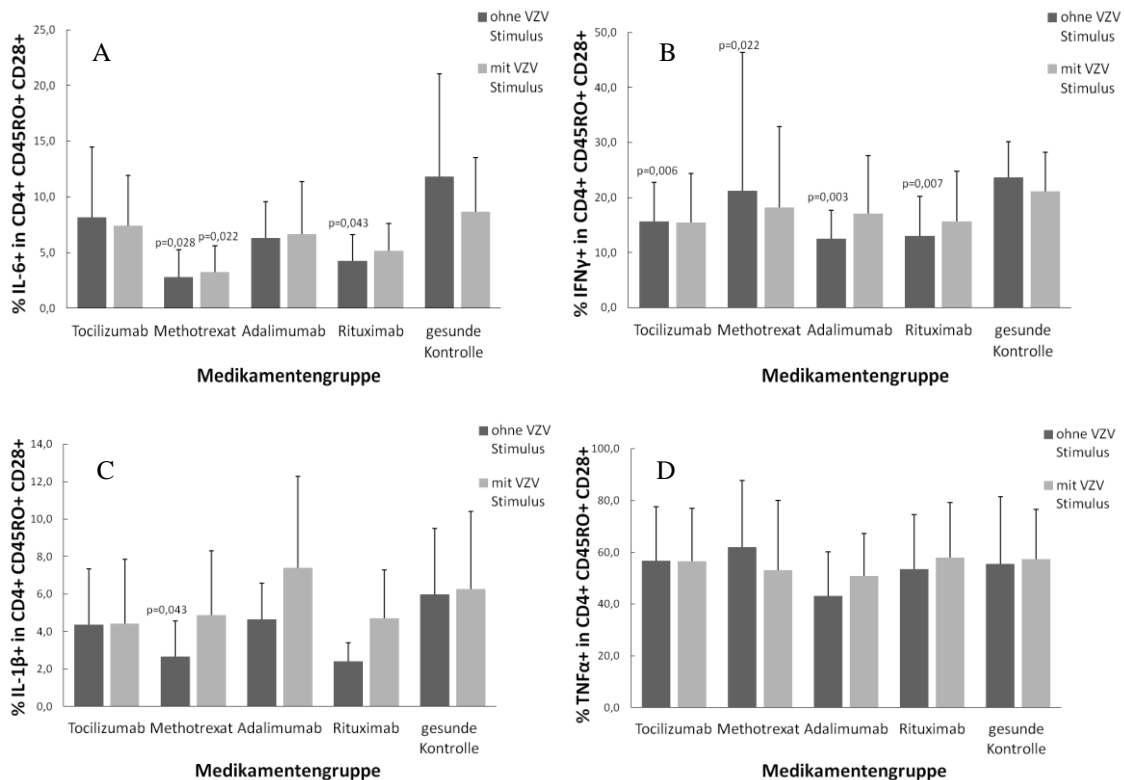 A
% IL-6+ in CD4+ CD45RO+ CD28+
25,0
20,0
15,0
10,0
5,0
0,0
ohne VZV
Stimulus
mit VZV
Stimulus
p=0,028
p=0,022
p=0,043
Tocilizumab Methotrexat Adalimumab Rituximab gesunde
Kontrolle
Medikamentengruppe
B
% IFNγ+ in CD4+ CD45RO+ CD28+
50,0
40,0
30,0
20,0
10,0
0,0
ohne VZV
Stimulus
mit VZV
Stimulus
p=0,006
p=0,022
p=0,003
p=0,007
Tocilizumab Methotrexat Adalimumab Rituximab gesunde
Kontrolle
Medikamentengruppe
C
% IL-1β+ in CD4+ CD45RO+ CD28+
14,0
12,0
10,0
8,0
6,0
4,0
2,0
0,0
ohne VZV
Stimulus
mit VZV
Stimulus
p=0,043
Tocilizumab Methotrexat Adalimumab Rituximab gesunde
Kontrolle
Medikamentengruppe
D
% TNFα+ in CD4+ CD45RO+ CD28+
100,0
80,0
60,0
40,0
20,0
0,0
ohne VZV
Stimulus
mit VZV
Stimulus
Tocilizumab Methotrexat Adalimumab Rituximab gesunde
Kontrolle
Medikamentengruppe